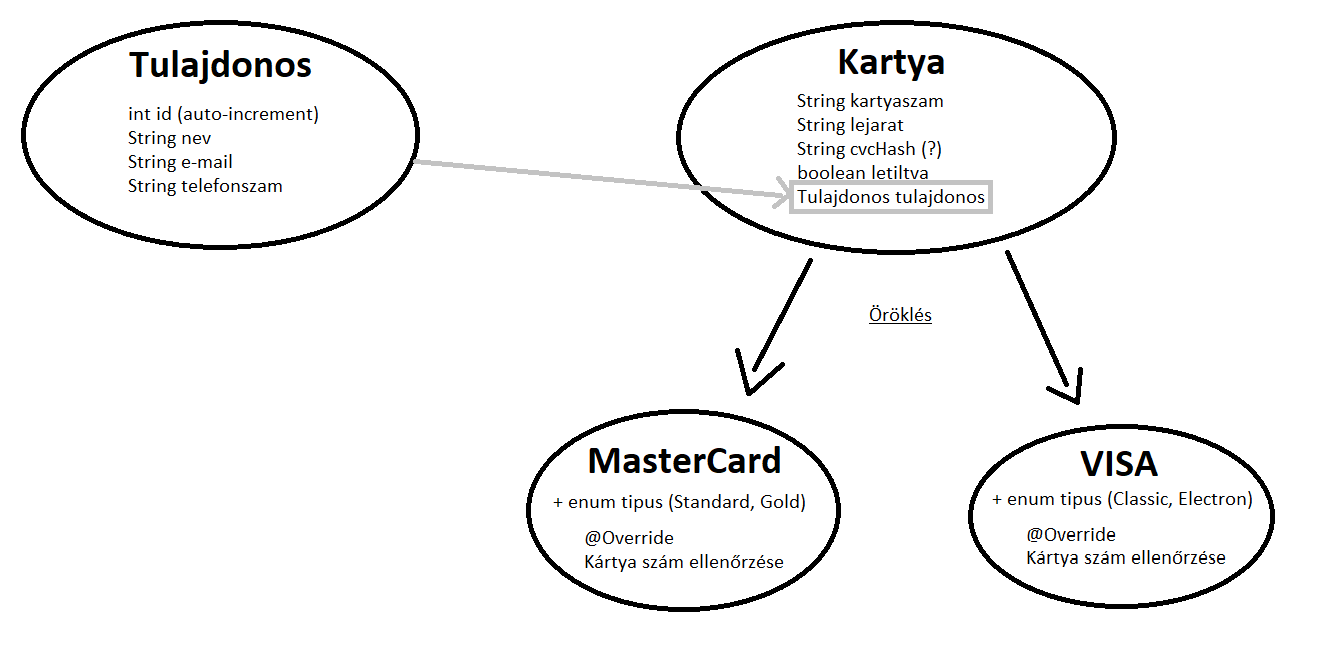 Tulajdonos
int id (auto-increment)
String nev
String e-mail
String telefonszam
Kartya
String kartyaszam
String lejarat
String cvcHash (?)
boolean letiltva
Tulajdonos tulajdonos
Öröklés
MasterCard
+ enum tipus (Standard, Gold)
@Override
Kártya szám ellenőrzése
VISA
+ enum tipus (Classic, Electron)
@Override
Kártya szám ellenőrzése